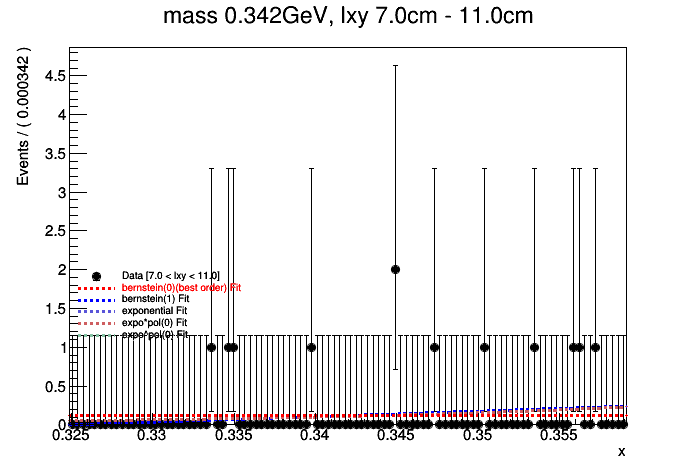 mass 0.342GeV, lxy 7.0cm - 11.0cm
Events / ( 0.000342 )
4.5
4
3.5
3
2.5
2
1.5
1
0.5
0
Data [7.0 < lxy < 11.0]
bernstein(0)(best order) Fit
bernstein(1) Fit
exponential Fit
expo*pol(0) Fit
expo*pol(0) Fit
0.325 0.33 0.335 0.34 0.345 0.35 0.355
x